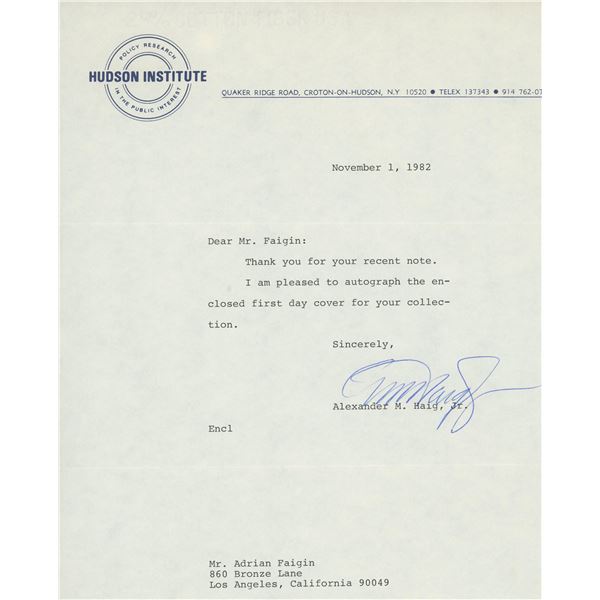 POLICY RESEARCH
HUDSON INSTITUTE
IN THE PUBLIC INTEREST
QUAKER RIDGE ROAD, CROTON-ON-HUDSON, N.Y 10520 ● TELEX 137343 ● 914 762-07
November 1, 1982
Dear Mr. Faigin:
Thank you for your recent note.
I am pleased to autograph the en-
closed first day cover for your collec-
tion.
Sincerely,
Alexander M. Haig, Jr.
Encl
Mr. Adrian Faigin
860 Bronze Lane
Los Angeles, California 90049